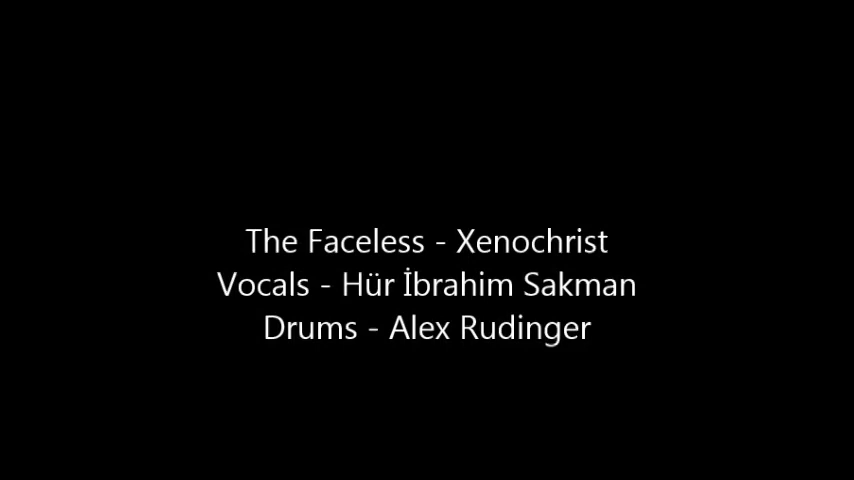 The Faceless - Xenochrist
Vocals - Hür İbrahim Sakman
Drums - Alex Rudinger